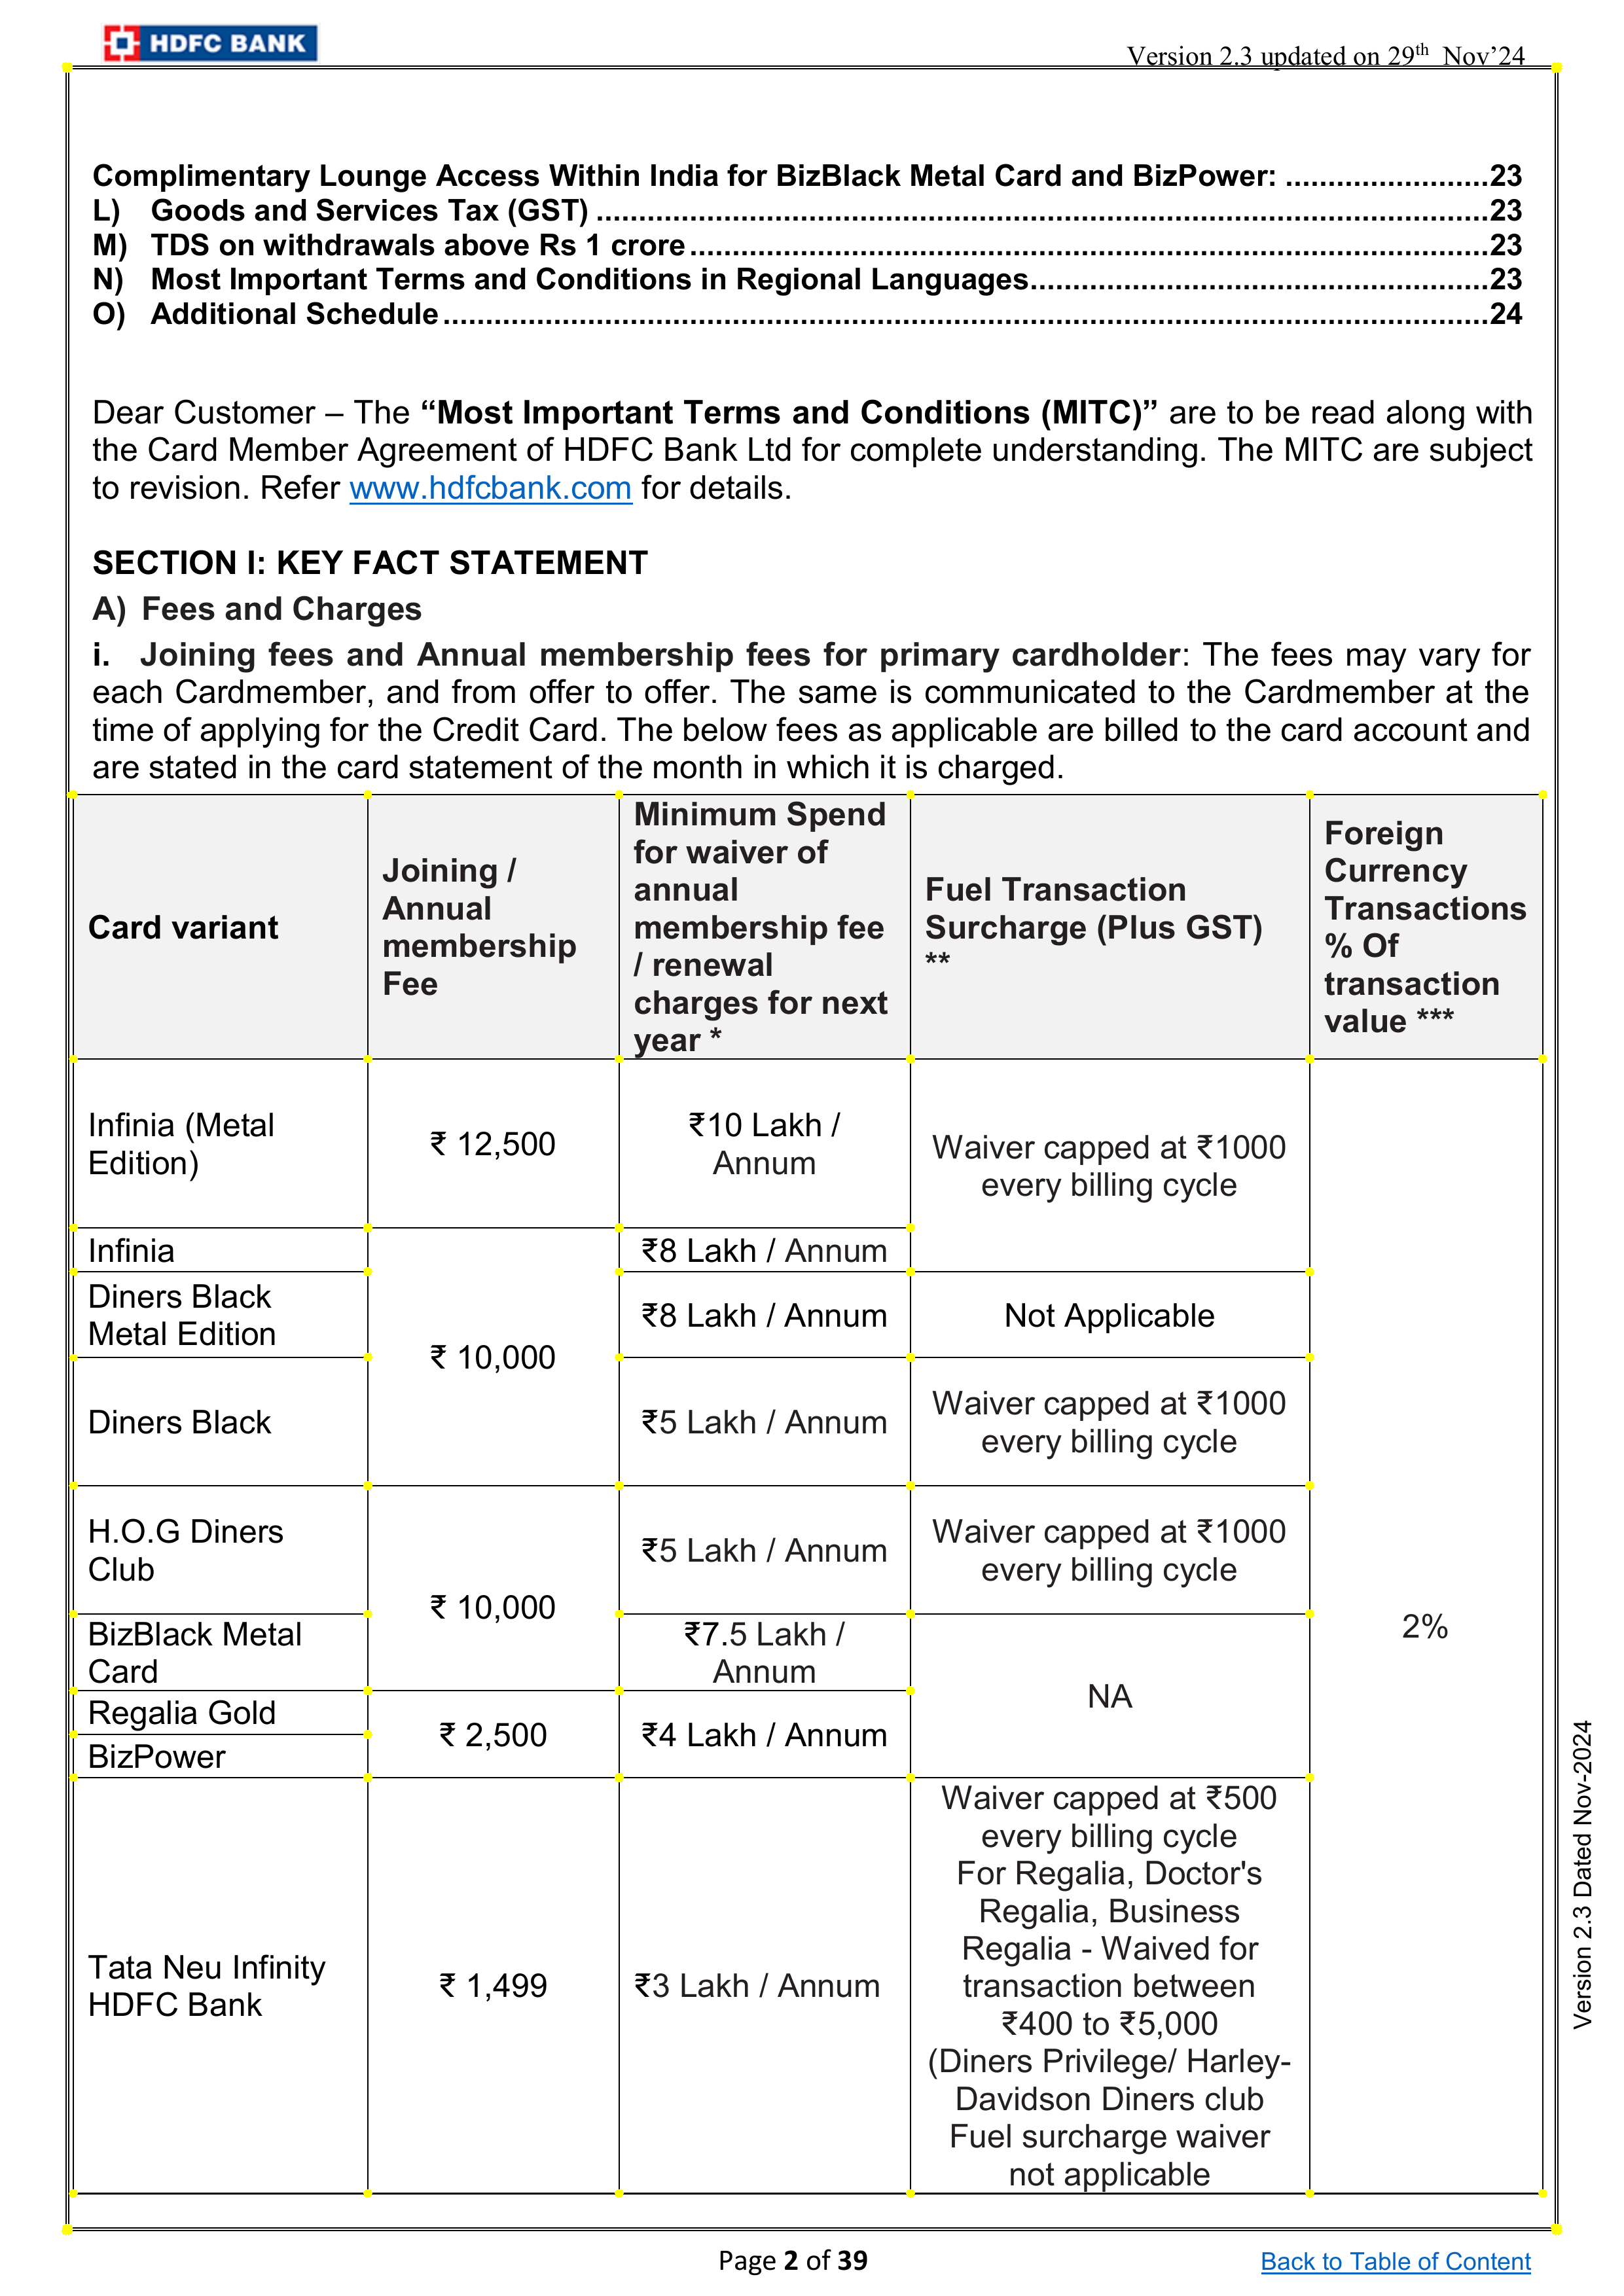 HDFC BANK
Version 2.3 updated on 29th Nov’24
Complimentary Lounge Access Within India for BizBlack Metal Card and BizPower: ........................23
L) Goods and Services Tax (GST) ..........................................................................................................23
M) TDS on withdrawals above Rs 1 crore...............................................................................................23
N) Most Important Terms and Conditions in Regional Languages.......................................................23
O) Additional Schedule............................................................................................................................24
Dear Customer – The “Most Important Terms and Conditions (MITC)” are to be read along with
the Card Member Agreement of HDFC Bank Ltd for complete understanding. The MITC are subject
to revision. Refer www.hdfcbank.com for details.
SECTION I: KEY FACT STATEMENT
A) Fees and Charges
i. Joining fees and Annual membership fees for primary cardholder: The fees may vary for
each Cardmember, and from offer to offer. The same is communicated to the Cardmember at the
time of applying for the Credit Card. The below fees as applicable are billed to the card account and
are stated in the card statement of the month in which it is charged.
Card variant
Joining /
Annual
membership
Fee
Minimum Spend
for waiver of
annual
membership fee
/ renewal
charges for next
year *
Fuel Transaction
Surcharge (Plus GST)
**
Foreign
Currency
Transactions
% Of
transaction
value ***
Infinia (Metal
Edition)
₹ 12,500
₹10 Lakh /
Annum
Waiver capped at ₹1000
every billing cycle
Infinia
₹8 Lakh / Annum
Diners Black
Metal Edition
₹ 10,000
₹8 Lakh / Annum
Not Applicable
Diners Black
₹5 Lakh / Annum
Waiver capped at ₹1000
every billing cycle
H.O.G Diners
Club
₹ 10,000
₹5 Lakh / Annum
Waiver capped at ₹1000
every billing cycle
2%
BizBlack Metal
Card
₹7.5 Lakh /
Annum
NA
Regalia Gold
₹ 2,500
₹4 Lakh / Annum
BizPower
Tata Neu Infinity
HDFC Bank
₹ 1,499
₹3 Lakh / Annum
Waiver capped at ₹500
every billing cycle
For Regalia, Doctor's
Regalia, Business
Regalia - Waived for
transaction between
₹400 to ₹5,000
(Diners Privilege/ Harley-
Davidson Diners club
Fuel surcharge waiver
not applicable
Version 2.3 Dated Nov-2024
Page 2 of 39
Back to Table of Content